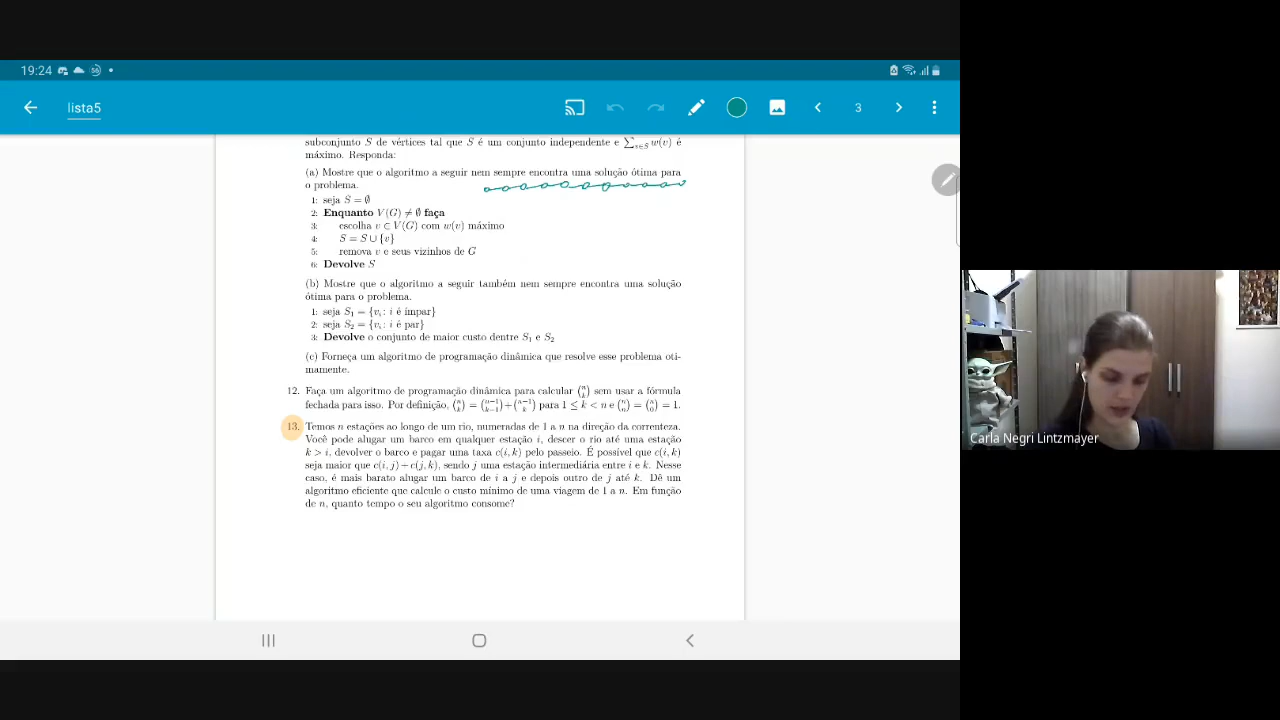 19:24
lista5
3
subconjunto S de vértices tal que S é um conjunto independente e ∑v∈S w(v) é
máximo. Responda:
(a) Mostre que o algoritmo a seguir nem sempre encontra uma solução ótima para
o problema.
1: seja S = ∅
2: Enquanto V(G) ≠ ∅ faça
3: escolha v ∈ V(G) com w(v) máximo
4: S = S ∪ {v}
5: remova v e seus vizinhos de G
6: Devolve S
(b) Mostre que o algoritmo a seguir também nem sempre encontra uma solução
ótima para o problema.
1: seja S₁ = {vᵢ : i é ímpar}
2: seja S₂ = {vᵢ : i é par}
3: Devolve o conjunto de maior custo dentre S₁ e S₂
(c) Forneça um algoritmo de programação dinâmica que resolve esse problema oti-
mamente.
12. Faça um algoritmo de programação dinâmica para calcular (n k) sem usar a fórmula
fechada para isso. Por definição, (n k) = (n−1 k−1) + (n−1 k) para 1 ≤ k < n e (n n) = (n 0) = 1.
13. Temos n estações ao longo de um rio, numeradas de 1 a n na direção da correnteza.
Você pode alugar um barco em qualquer estação i, descer o rio até uma estação
k > i, devolver o barco e pagar uma taxa c(i, k) pelo passeio. É possível que c(i, k)
seja maior que c(i, j) + c(j, k), sendo j uma estação intermediária entre i e k. Nesse
caso, é mais barato alugar um barco de i a j e depois outro de j até k. Dê um
algoritmo eficiente que calcule o custo mínimo de uma viagem de 1 a n. Em função
de n, quanto tempo o seu algoritmo consome?
Carla Negri Lintzmayer